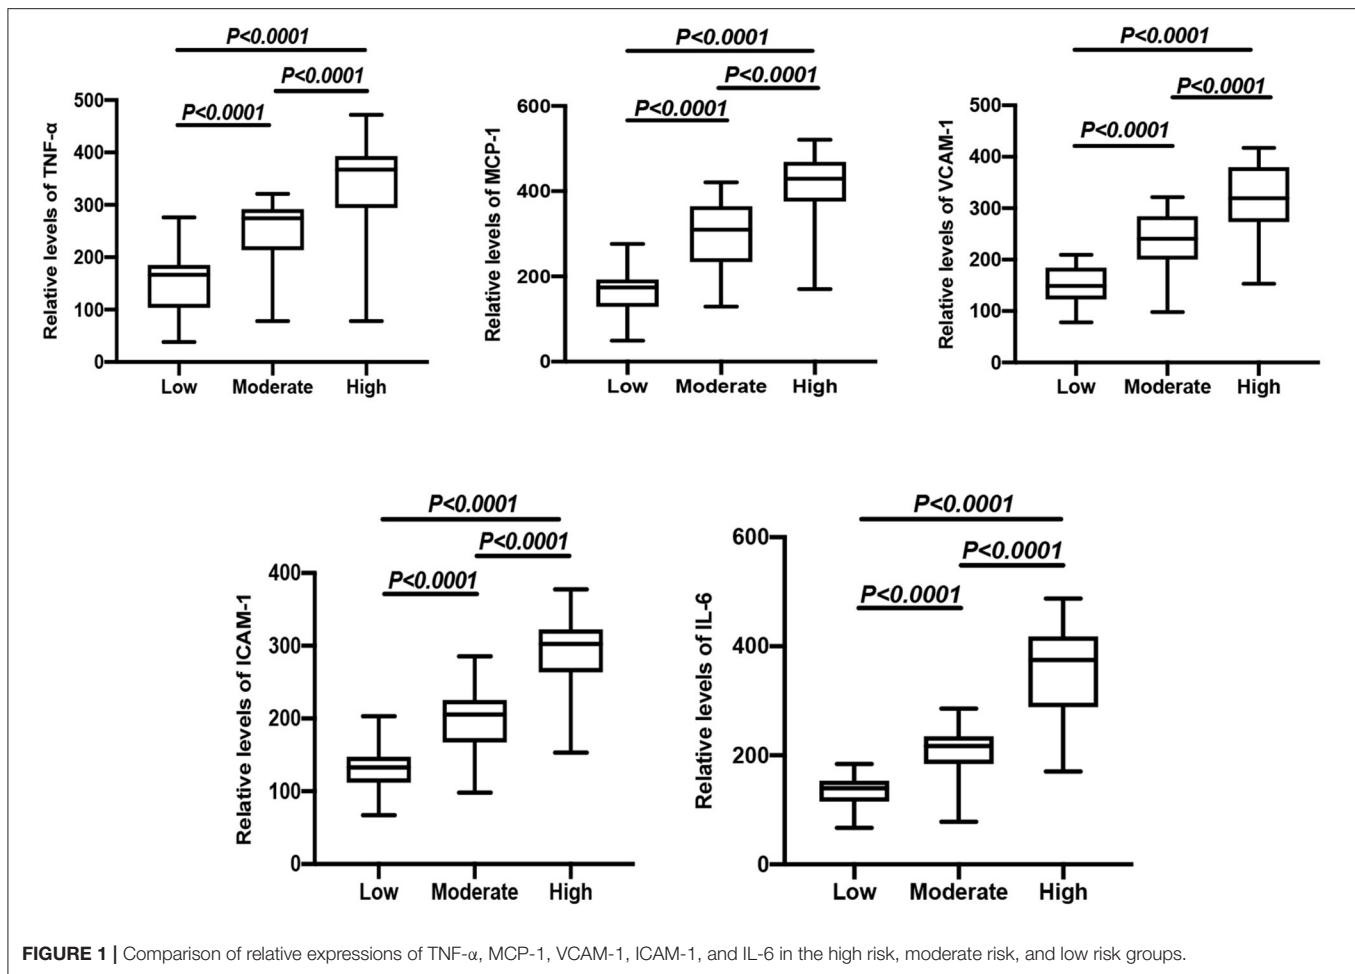 P<0.0001
P<0.0001
P<0.0001
Relative levels of TNF-α
500
400
300
200
100
0
Low Moderate High
P<0.0001
P<0.0001
P<0.0001
Relative levels of MCP-1
600
400
200
0
Low Moderate High
P<0.0001
P<0.0001
P<0.0001
Relative levels of VCAM-1
500
400
300
200
100
0
Low Moderate High
P<0.0001
P<0.0001
P<0.0001
Relative levels of ICAM-1
400
300
200
100
0
Low Moderate High
P<0.0001
P<0.0001
P<0.0001
Relative levels of IL-6
600
400
200
0
Low Moderate High
FIGURE 1 | Comparison of relative expressions of TNF-α, MCP-1, VCAM-1, ICAM-1, and IL-6 in the high risk, moderate risk, and low risk groups.